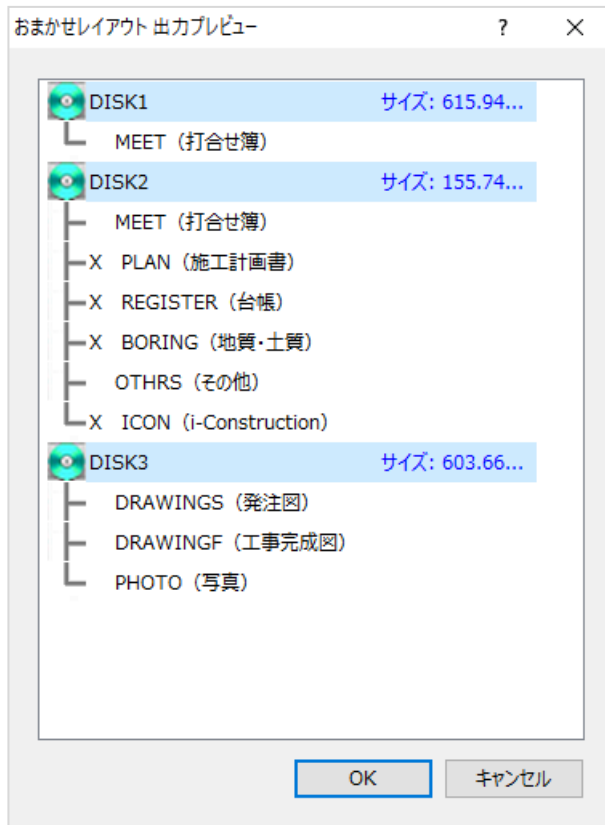 おまかせレイアウト 出力プレビュー ? ×
DISK1 サイズ: 615.94...
MEET（打合せ簿）
DISK2 サイズ: 155.74...
MEET（打合せ簿）
X PLAN（施工計画書）
X REGISTER（台帳）
X BORING（地質・土質）
OTHRS（その他）
X ICON（i-Construction）
DISK3 サイズ: 603.66...
DRAWINGS（発注図）
DRAWINGF（工事完成図）
PHOTO（写真）
OK キャンセル